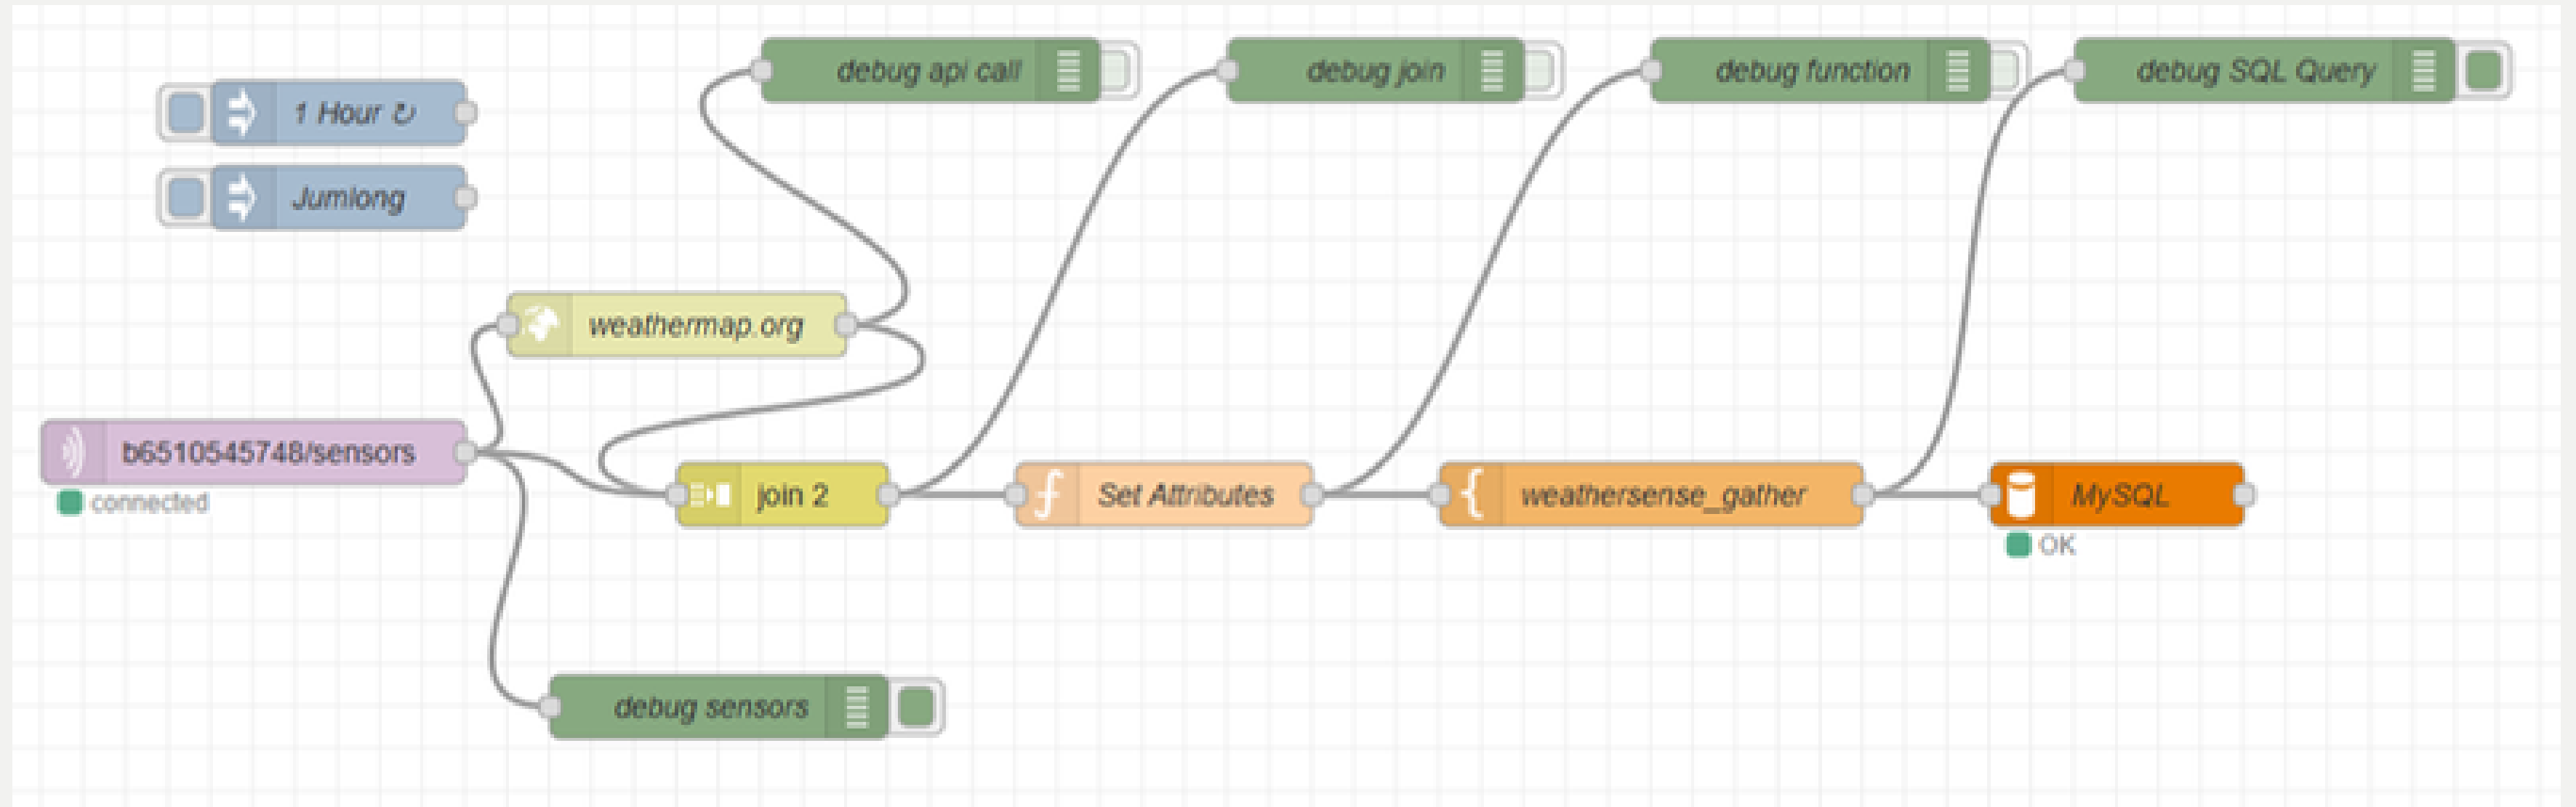 debug api call
debug join
debug function
debug SQL Query
1 Hour ↻
Jumlong
weathermap.org
b6510545748/sensors
connected
join 2
Set Attributes
weathersense_gather
MySQL
OK
debug sensors